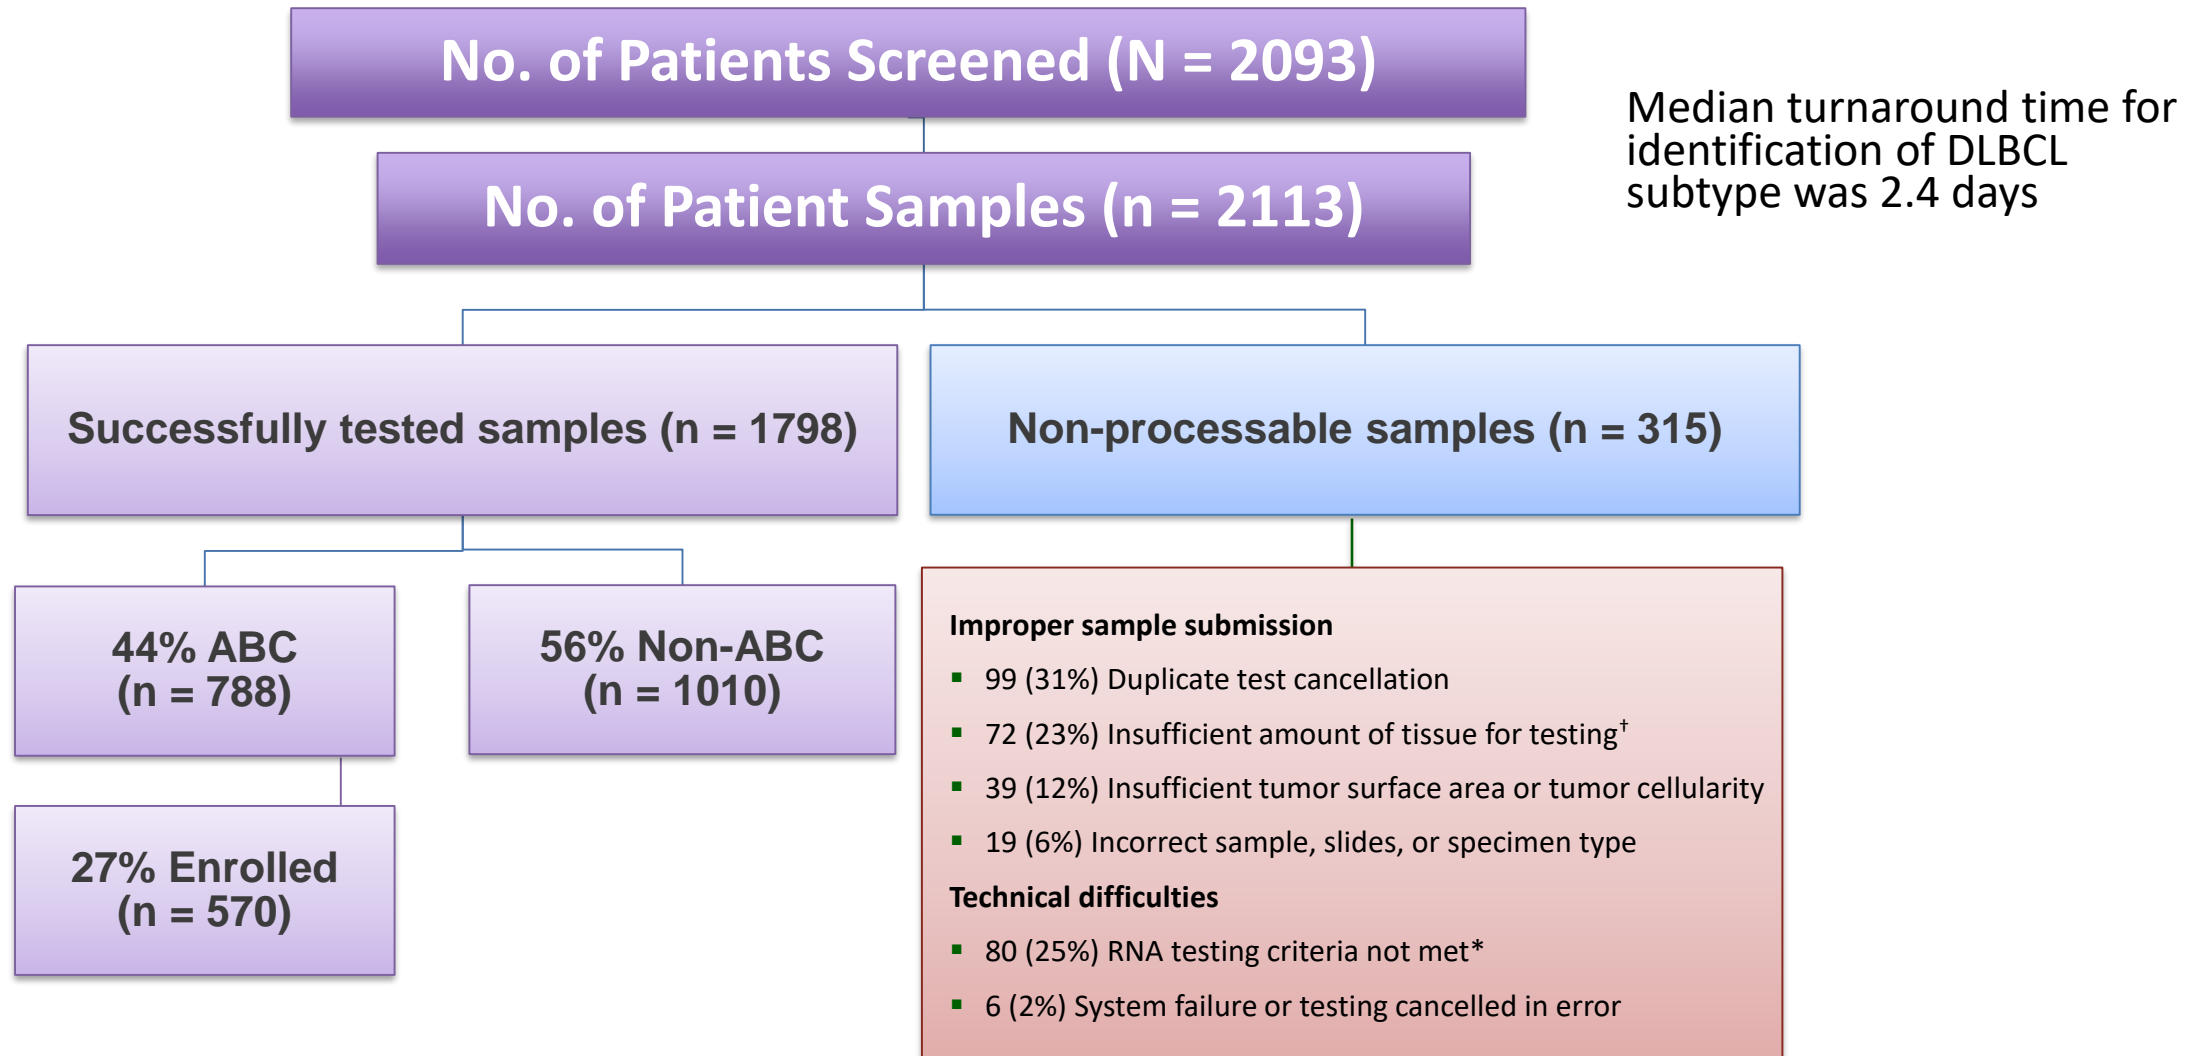 No. of Patients Screened (N = 2093)
Median turnaround time for
identification of DLBCL
subtype was 2.4 days
No. of Patient Samples (n = 2113)
Successfully tested samples (n = 1798)
Non-processable samples (n = 315)
44% ABC
(n = 788)
56% Non-ABC
(n = 1010)
27% Enrolled
(n = 570)
Improper sample submission
▪ 99 (31%) Duplicate test cancellation
▪ 72 (23%) Insufficient amount of tissue for testing†
▪ 39 (12%) Insufficient tumor surface area or tumor cellularity
▪ 19 (6%) Incorrect sample, slides, or specimen type
Technical difficulties
▪ 80 (25%) RNA testing criteria not met*
▪ 6 (2%) System failure or testing cancelled in error